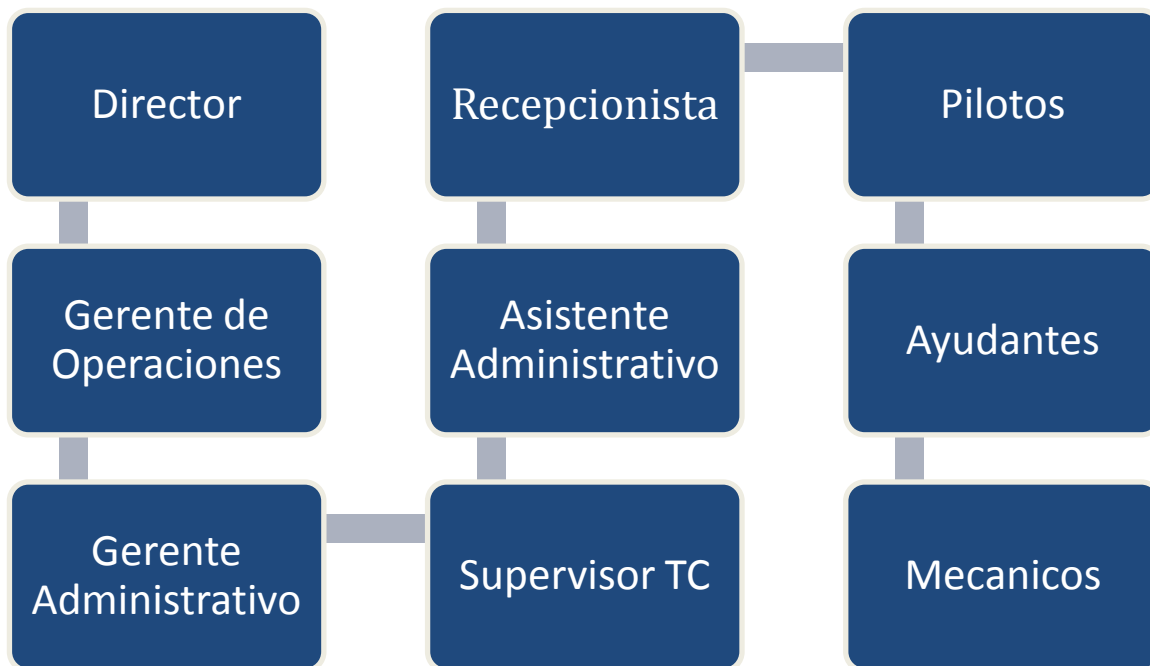 Director
Gerente de
Operaciones
Gerente
Administrativo
Supervisor TC
Asistente
Administrativo
Recepcionista
Pilotos
Ayudantes
Mecanicos